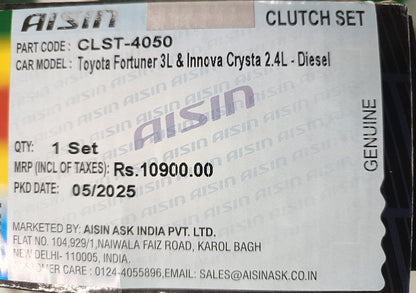 AISIN CLUTCH SET
PART CODE : CLST-4050
CAR MODEL : Toyota Fortuner 3L & Innova Crysta 2.4L - Diesel
AISIN
QTY: 1 Set
MRP (INCL OF TAXES): Rs.10900.00
PKD DATE: 05/2025
GENUINE
MARKETED BY: AISIN ASK INDIA PVT. LTD.
FLAT NO. 104,929/1,NAIWALA FAIZ ROAD, KAROL BAGH
NEW DELHI- 110005, INDIA.
CUSTOMER CARE : 0124-4055896,EMAIL: SALES@AISINASK.CO.IN